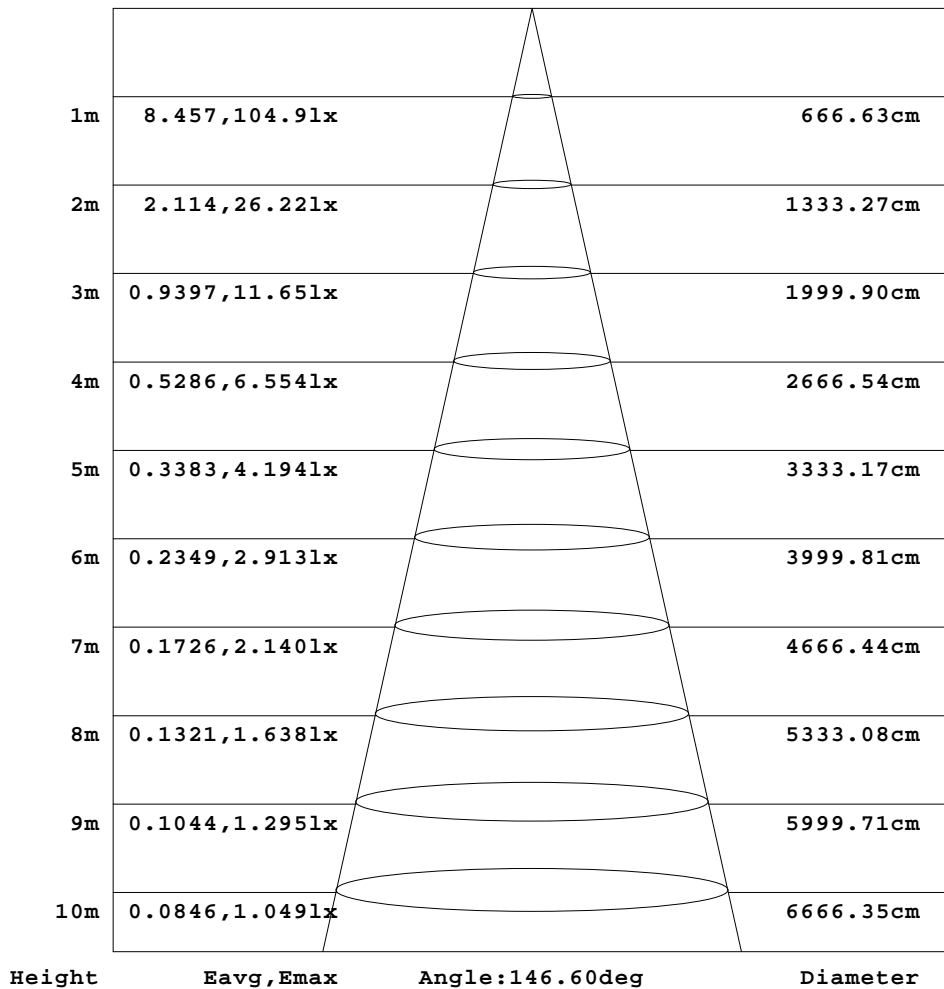 1m 8.457,104.9lx 666.63cm
2m 2.114,26.22lx 1333.27cm
3m 0.9397,11.65lx 1999.90cm
4m 0.5286,6.554lx 2666.54cm
5m 0.3383,4.194lx 3333.17cm
6m 0.2349,2.913lx 3999.81cm
7m 0.1726,2.140lx 4666.44cm
8m 0.1321,1.638lx 5333.08cm
9m 0.1044,1.295lx 5999.71cm
10m 0.0846,1.049lx 6666.35cm
Height Eavg,Emax Angle:146.60deg Diameter